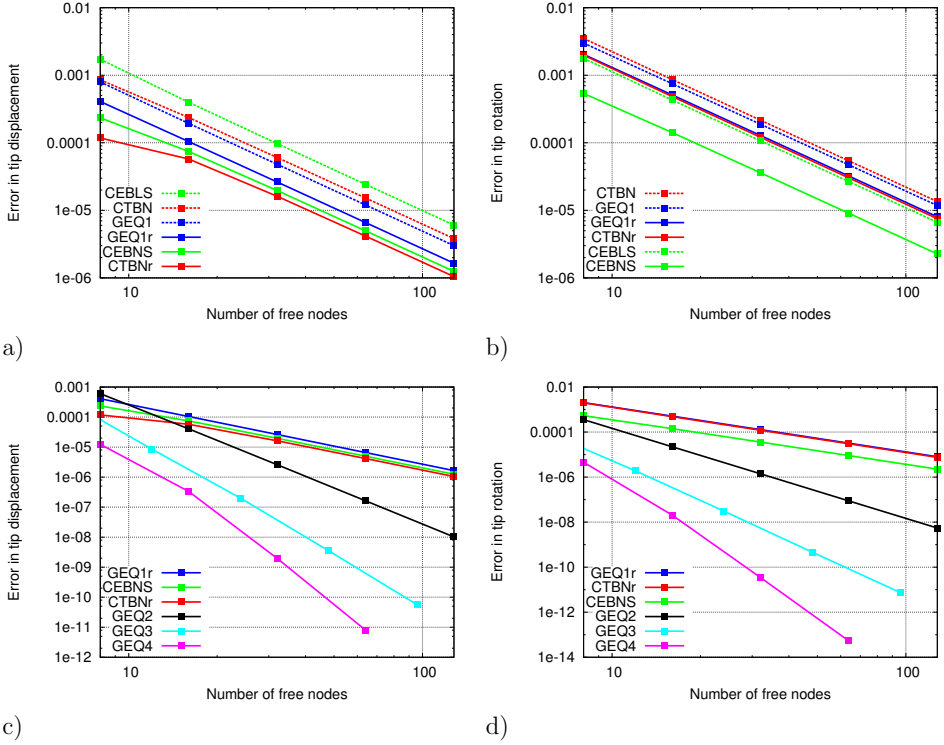 0.001
0.0001
1e-05
1e-06
10
100
Error in tip displacement
Number of free nodes
CEBLS
CTBN
GEQ1
GEQ1r
CEBNS
CTBNr
a)
0.01
0.001
0.0001
1e-05
1e-06
10
100
Error in tip rotation
Number of free nodes
CTBN
GEQ1
GEQ1r
CTBNr
CEBLS
CEBNS
b)
0.001
0.0001
1e-05
1e-06
1e-07
1e-08
1e-09
1e-10
1e-11
1e-12
10
100
Error in tip displacement
Number of free nodes
GEQ1r
CEBNS
CTBNr
GEQ2
GEQ3
GEQ4
c)
0.01
0.0001
1e-06
1e-08
1e-10
1e-12
1e-14
10
100
Error in tip rotation
Number of free nodes
GEQ1r
CTBNr
CEBNS
GEQ2
GEQ3
GEQ4
d)
0.01